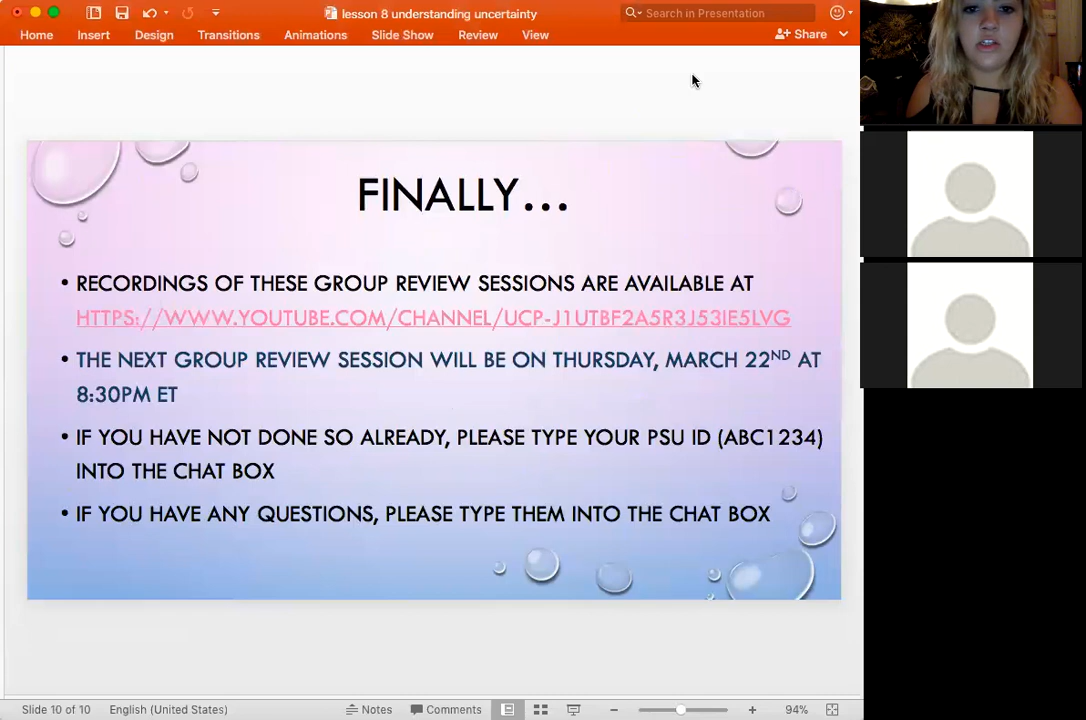 lesson 8 understanding uncertainty
Search in Presentation
Home Insert Design Transitions Animations Slide Show Review View Share
FINALLY...
• RECORDINGS OF THESE GROUP REVIEW SESSIONS ARE AVAILABLE AT
HTTPS://WWW.YOUTUBE.COM/CHANNEL/UCP-J1UTBF2A5R3J53IE5LVG
• THE NEXT GROUP REVIEW SESSION WILL BE ON THURSDAY, MARCH 22ND AT
8:30PM ET
• IF YOU HAVE NOT DONE SO ALREADY, PLEASE TYPE YOUR PSU ID (ABC1234)
INTO THE CHAT BOX
• IF YOU HAVE ANY QUESTIONS, PLEASE TYPE THEM INTO THE CHAT BOX
Slide 10 of 10 English (United States) Notes Comments 94%